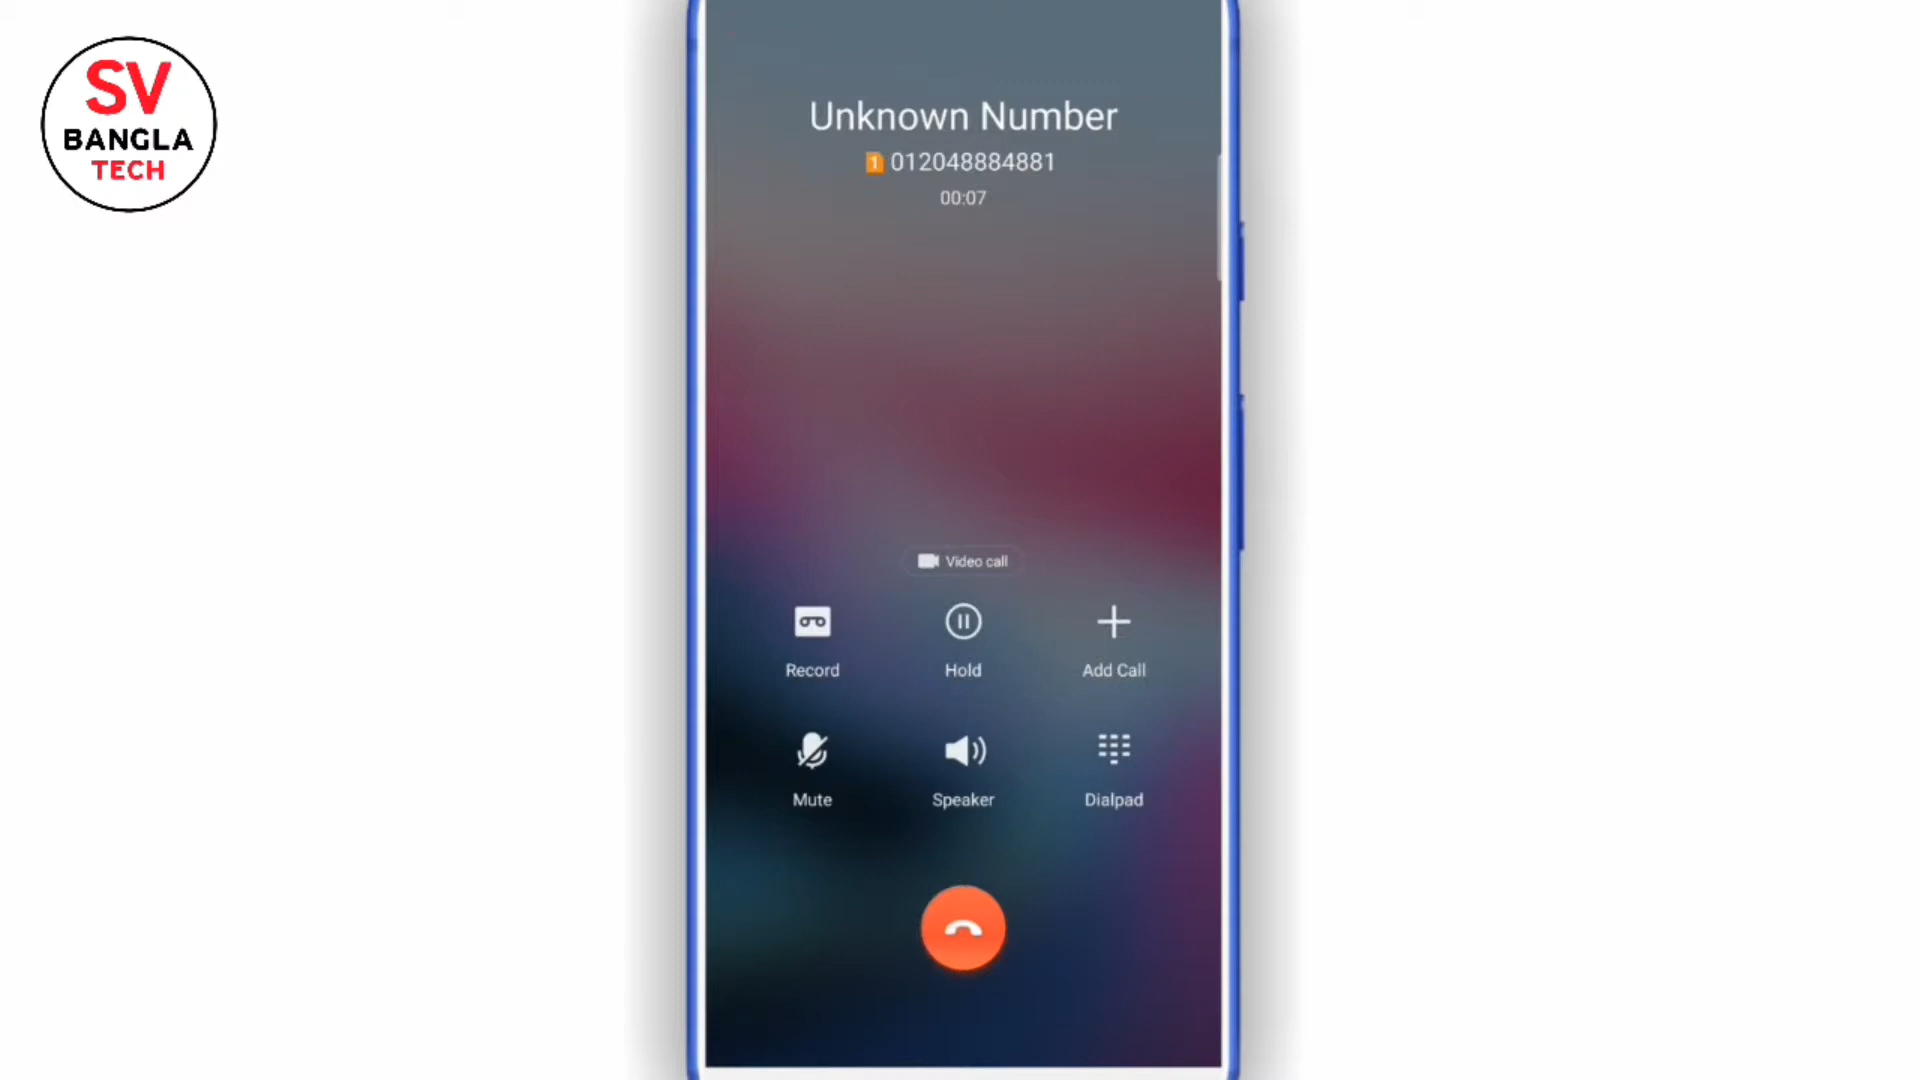 SV
BANGLA
TECH
Unknown Number
1 012048884881
00:07
Video call
Record
Hold
Add Call
Mute
Speaker
Dialpad